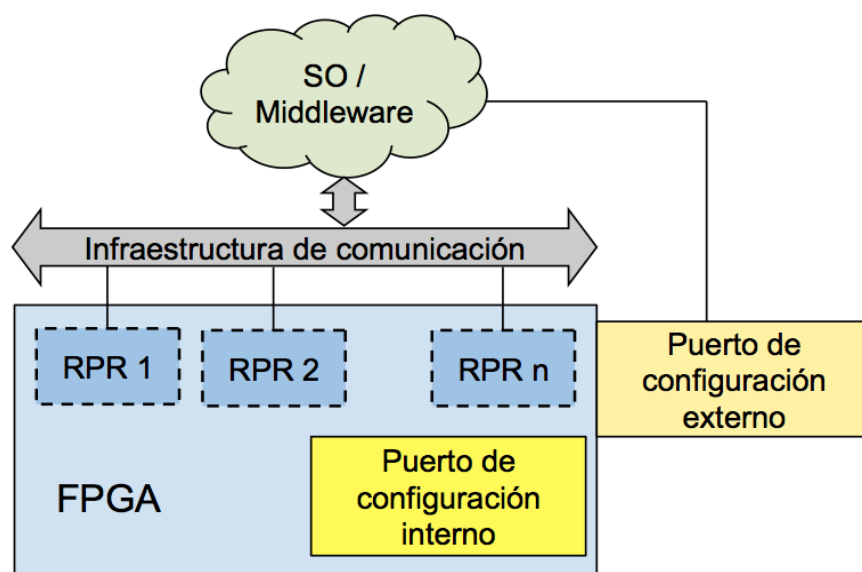 SO /
Middleware
Infraestructura de comunicación
RPR 1
RPR 2
RPR n
Puerto de
configuración
externo
FPGA
Puerto de
configuración
interno